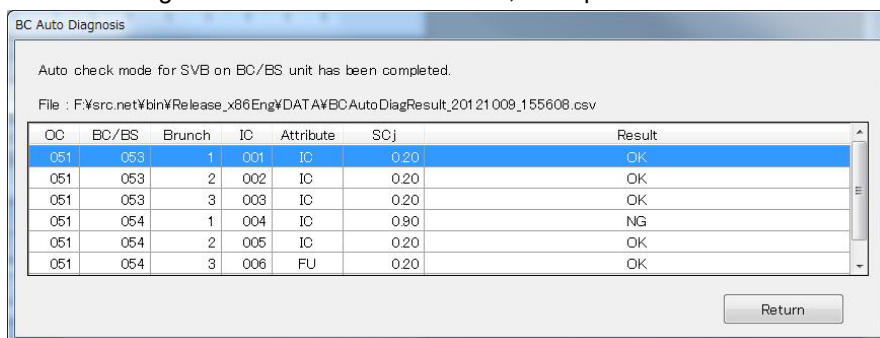 BC Auto Diagnosis
Auto check mode for SVB on BC/BS unit has been completed.
File : F:¥src.net¥bin¥Release_x86Eng¥DATA¥BCAutoDiagResult_20121009_155608.csv
OC BC/BS Brunch IC Attribute SCj Result
051 053 1 001 IC 0.20 OK
051 053 2 002 IC 0.20 OK
051 053 3 003 IC 0.20 OK
051 054 1 004 IC 0.90 NG
051 054 2 005 IC 0.20 OK
051 054 3 006 FU 0.20 OK
Return